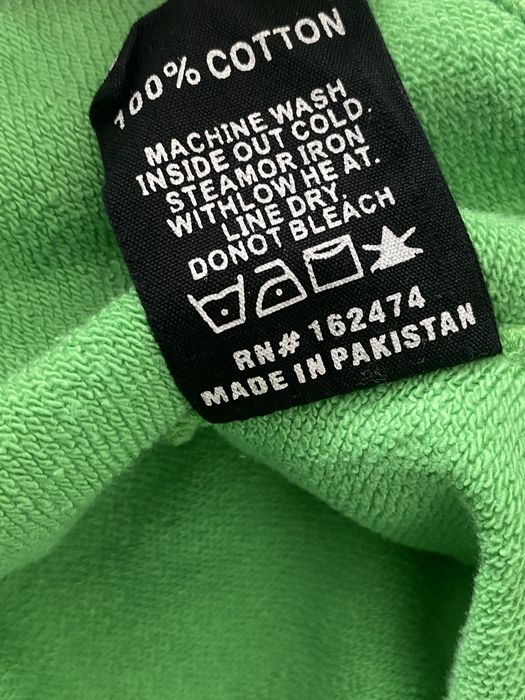 100% COTTON
MACHINE WASH
INSIDE OUT COLD.
STEAMOR IRON
WITHLOW HE AT.
LINE DRY.
DONOT BLEACH
RN# 162474
MADE IN PAKISTAN